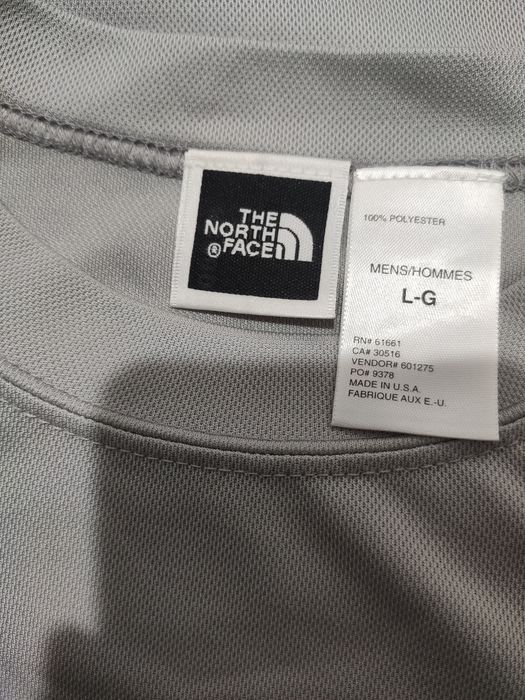 THE
NORTH
® FACE
100% POLYESTER
MENS/HOMMES
L-G
RN# 61661
CA# 30516
VENDOR# 601275
PO# 9378
MADE IN U.S.A.
FABRIQUE AUX E.-U.